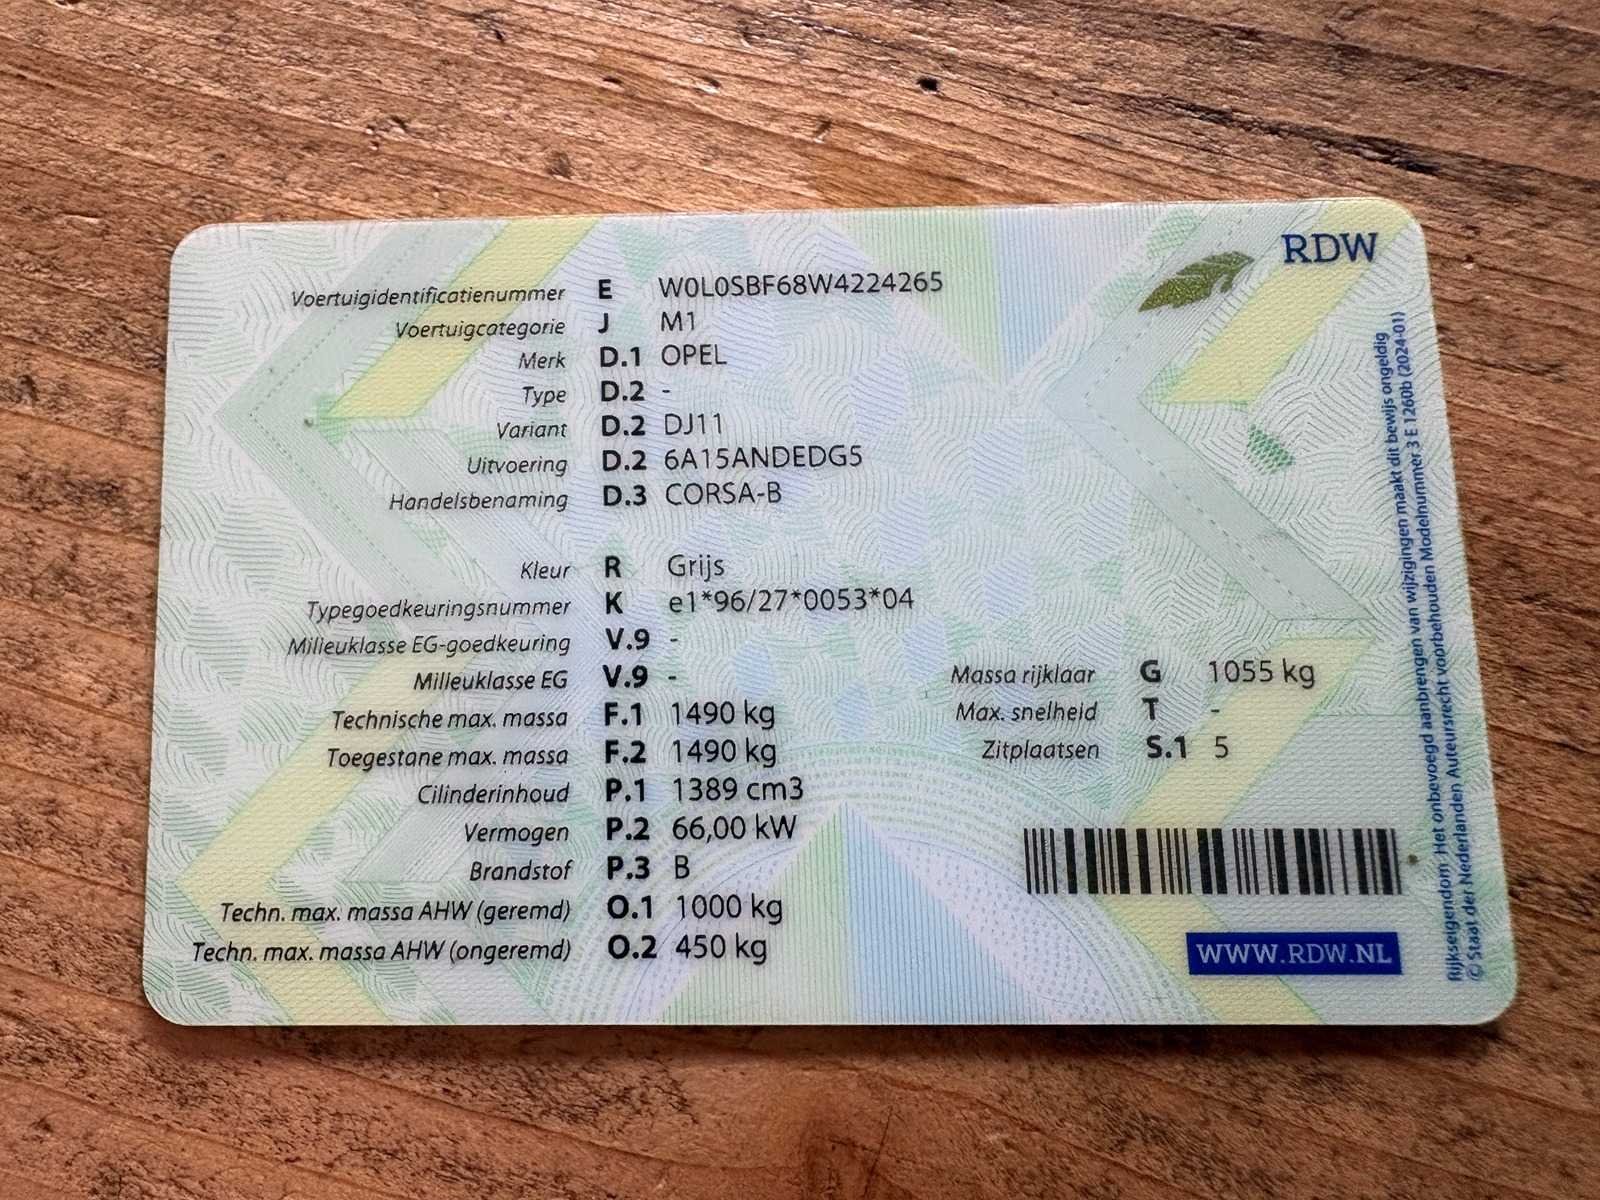 RDW
Voertuigidentificatienummer E W0L0SBF68W4224265
Voertuigcategorie J M1
Merk D.1 OPEL
Type D.2 -
Variant D.2 DJ11
Uitvoering D.2 6A15ANDEDG5
Handelsbenaming D.3 CORSA-B
Kleur R Grijs
Typegoedkeuringsnummer K e1*96/27*0053*04
Milieuklasse EG-goedkeuring V.9 -
Milieuklasse EG V.9 -
Technische max. massa F.1 1490 kg
Toegestane max. massa F.2 1490 kg
Cilinderinhoud P.1 1389 cm3
Vermogen P.2 66,00 kW
Brandstof P.3 B
Techn. max. massa AHW (geremd) O.1 1000 kg
Techn. max. massa AHW (ongeremd) O.2 450 kg
Massa rijklaar G 1055 kg
Max. snelheid T -
Zitplaatsen S.1 5
WWW.RDW.NL
Rijkseigendom Het onbevoegd aanbrengen van wijzigingen maakt dit bewijs ongeldig
© Staat der Nederlanden Auteursrecht voorbehouden Modelnummer 3 E 1260b (2024-01)